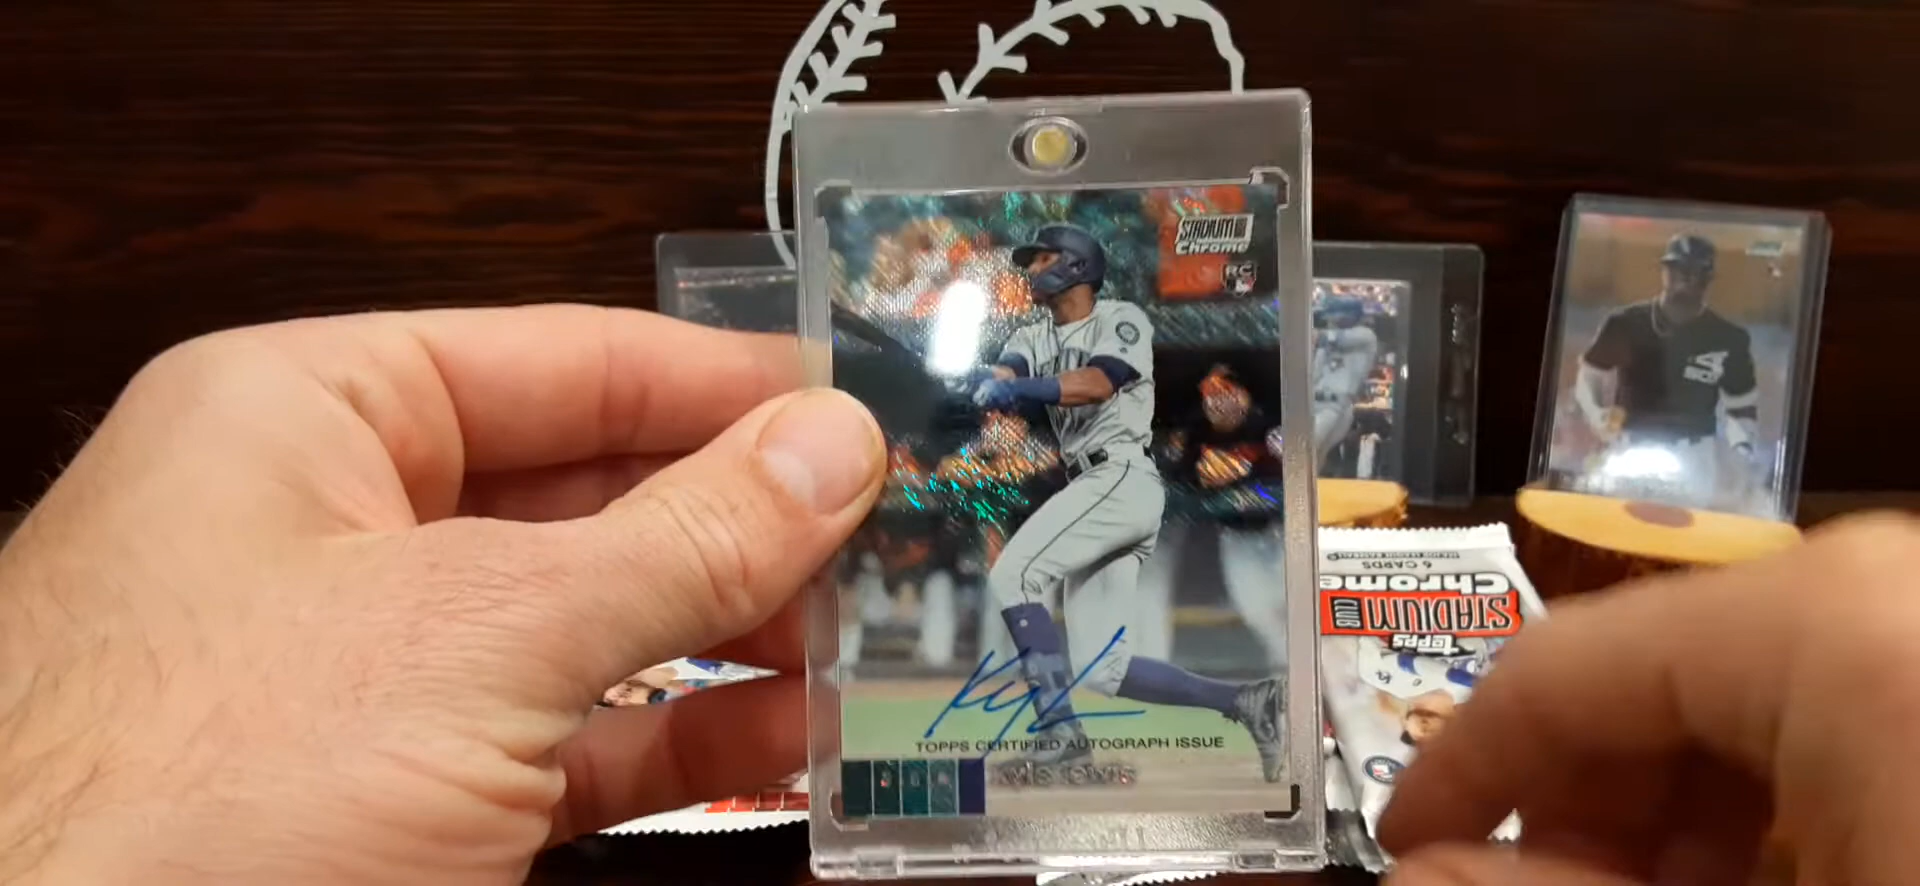 STADIUM CLUB
Chrome
RC
KyL
TOPPS CERTIFIED AUTOGRAPH ISSUE
kyle lewis
topps
STADIUM CLUB
Chrome
6 CARDS
MAJOR LEAGUE BASEBALL®